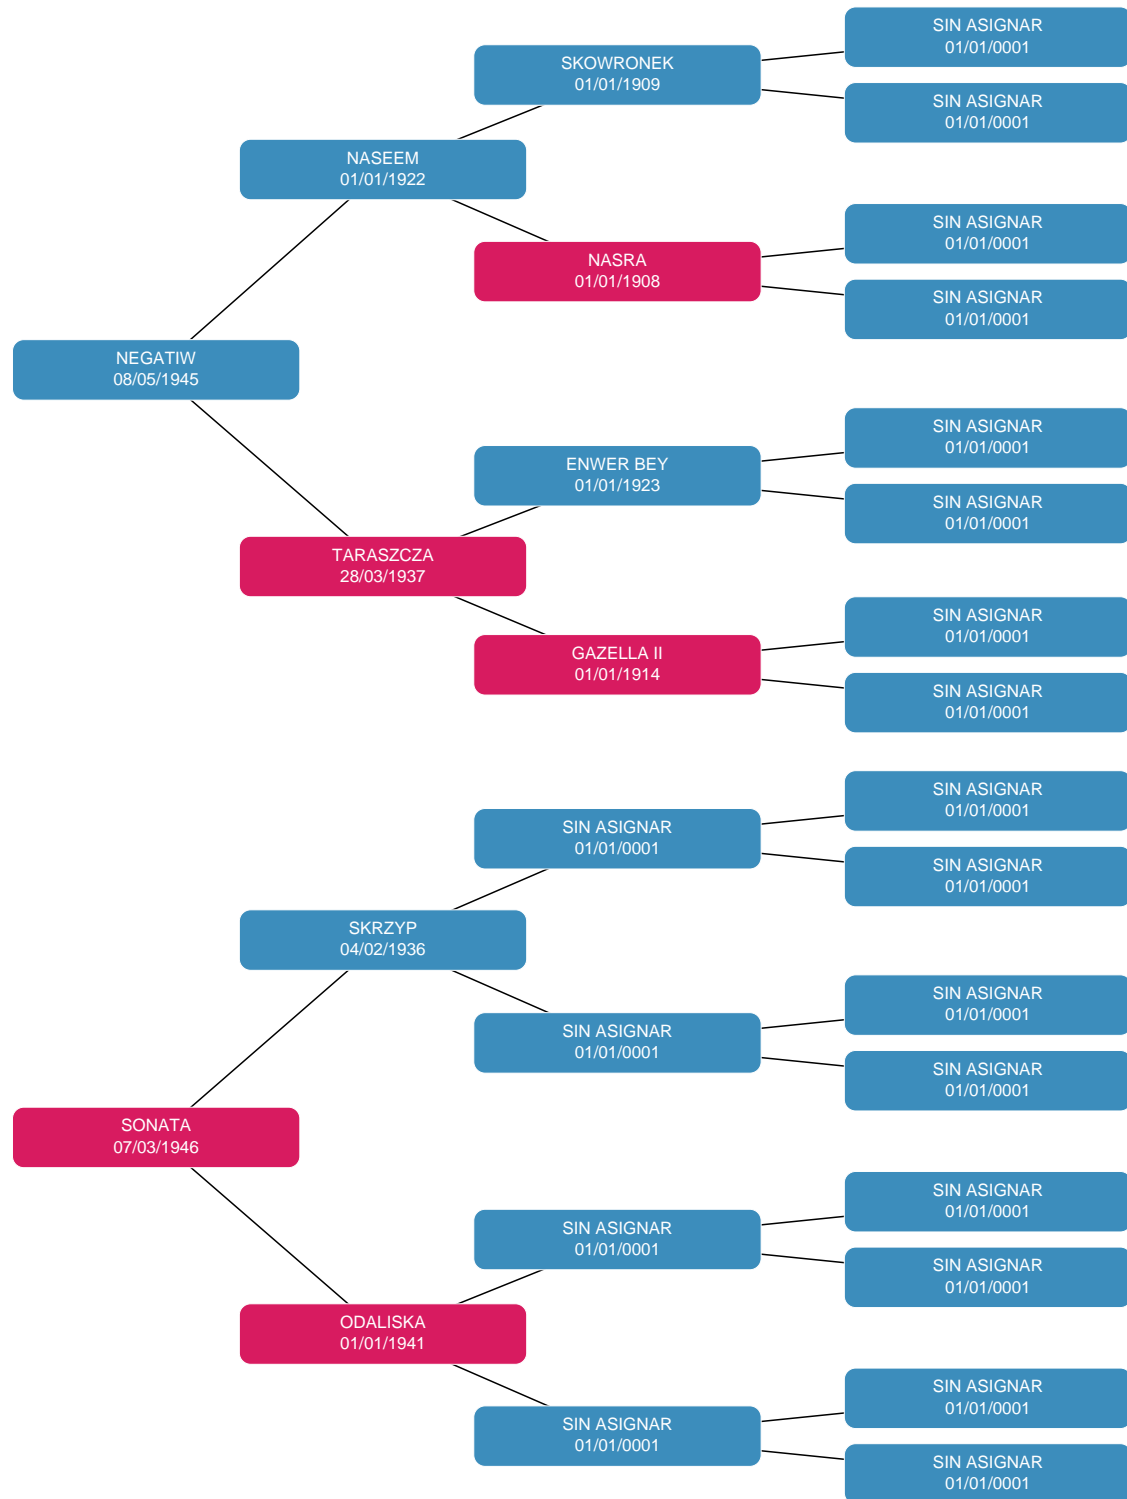 SIN ASIGNAR
01/01/0001
SKOWRONEK
01/01/1909
SIN ASIGNAR
01/01/0001
NASEEM
01/01/1922
SIN ASIGNAR
01/01/0001
NASRA
01/01/1908
SIN ASIGNAR
01/01/0001
NEGATIW
08/05/1945
SIN ASIGNAR
01/01/0001
ENWER BEY
01/01/1923
SIN ASIGNAR
01/01/0001
TARASZCZA
28/03/1937
SIN ASIGNAR
01/01/0001
GAZELLA II
01/01/1914
SIN ASIGNAR
01/01/0001
SIN ASIGNAR
01/01/0001
SIN ASIGNAR
01/01/0001
SIN ASIGNAR
01/01/0001
SKRZYP
04/02/1936
SIN ASIGNAR
01/01/0001
SIN ASIGNAR
01/01/0001
SIN ASIGNAR
01/01/0001
SONATA
07/03/1946
SIN ASIGNAR
01/01/0001
SIN ASIGNAR
01/01/0001
SIN ASIGNAR
01/01/0001
ODALISKA
01/01/1941
SIN ASIGNAR
01/01/0001
SIN ASIGNAR
01/01/0001
SIN ASIGNAR
01/01/0001